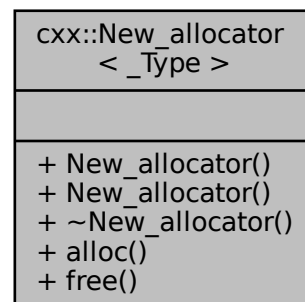 cxx::New_allocator
< _Type >
+ New_allocator()
+ New_allocator()
+ ~New_allocator()
+ alloc()
+ free()